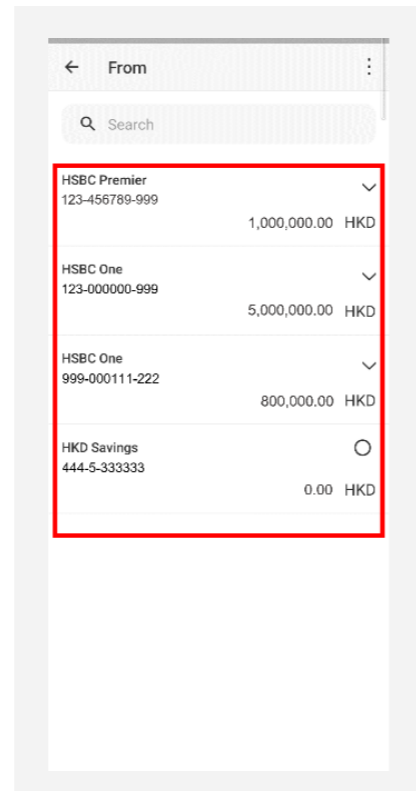 From
Search
HSBC Premier
123-456789-999
1,000,000.00 HKD
HSBC One
123-000000-999
5,000,000.00 HKD
HSBC One
999-000111-222
800,000.00 HKD
HKD Savings
444-5-333333
0.00 HKD